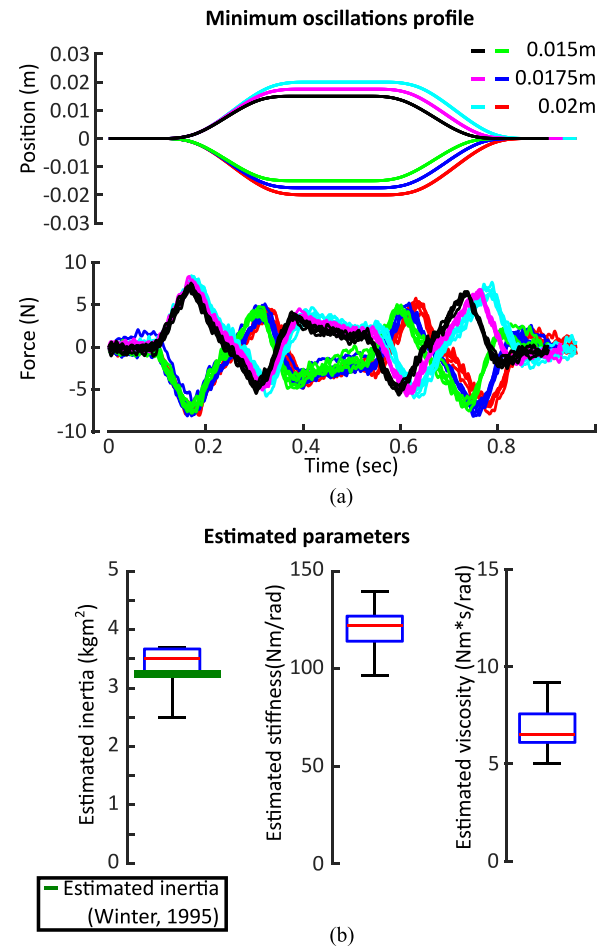 Minimum oscillations profile
0.03
0.02
0.01
0
-0.01
-0.02
-0.03
Position (m)
0.015m
0.0175m
0.02m
10
5
0
-5
-10
Force (N)
0
0.2
0.4
0.6
0.8
Time (sec)
(a)
Estimated parameters
5
4
3
2
1
0
Estimated inertia (kgm²)
150
100
50
0
Estimated stiffness(Nm/rad)
15
10
5
0
Estimated viscosity (Nm*s/rad)
Estimated inertia
(Winter, 1995)
(b)